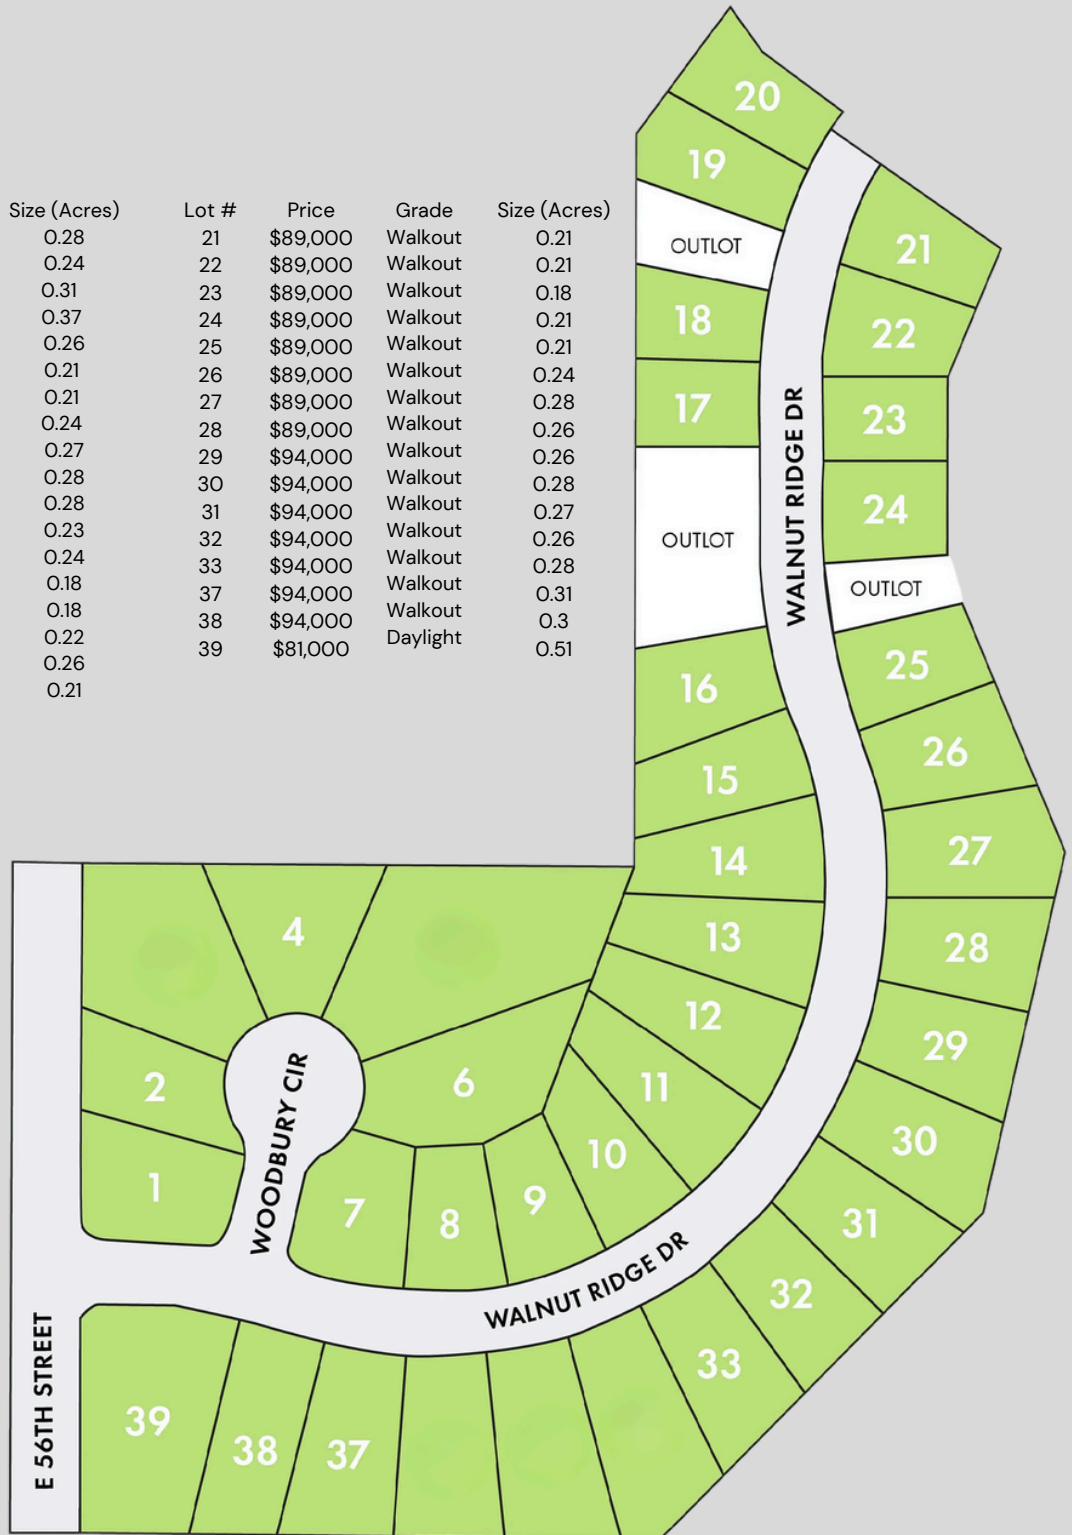 Size (Acres)
0.28
0.24
0.31
0.37
0.26
0.21
0.21
0.24
0.27
0.28
0.28
0.23
0.24
0.18
0.18
0.22
0.26
0.21
Lot # Price Grade Size (Acres)
21 $89,000 Walkout 0.21
22 $89,000 Walkout 0.21
23 $89,000 Walkout 0.18
24 $89,000 Walkout 0.21
25 $89,000 Walkout 0.21
26 $89,000 Walkout 0.24
27 $89,000 Walkout 0.28
28 $89,000 Walkout 0.26
29 $94,000 Walkout 0.26
30 $94,000 Walkout 0.28
31 $94,000 Walkout 0.27
32 $94,000 Walkout 0.26
33 $94,000 Walkout 0.28
37 $94,000 Walkout 0.31
38 $94,000 Walkout 0.3
39 $81,000 Daylight 0.51
20
19
OUTLOT
18
17
OUTLOT
16
15
14
13
12
11
10
9
8
7
6
4
2
1
WOODBURY CIR
WALNUT RIDGE DR
21
22
23
24
OUTLOT
25
26
27
28
29
30
31
32
33
WALNUT RIDGE DR
37
38
39
E 56TH STREET